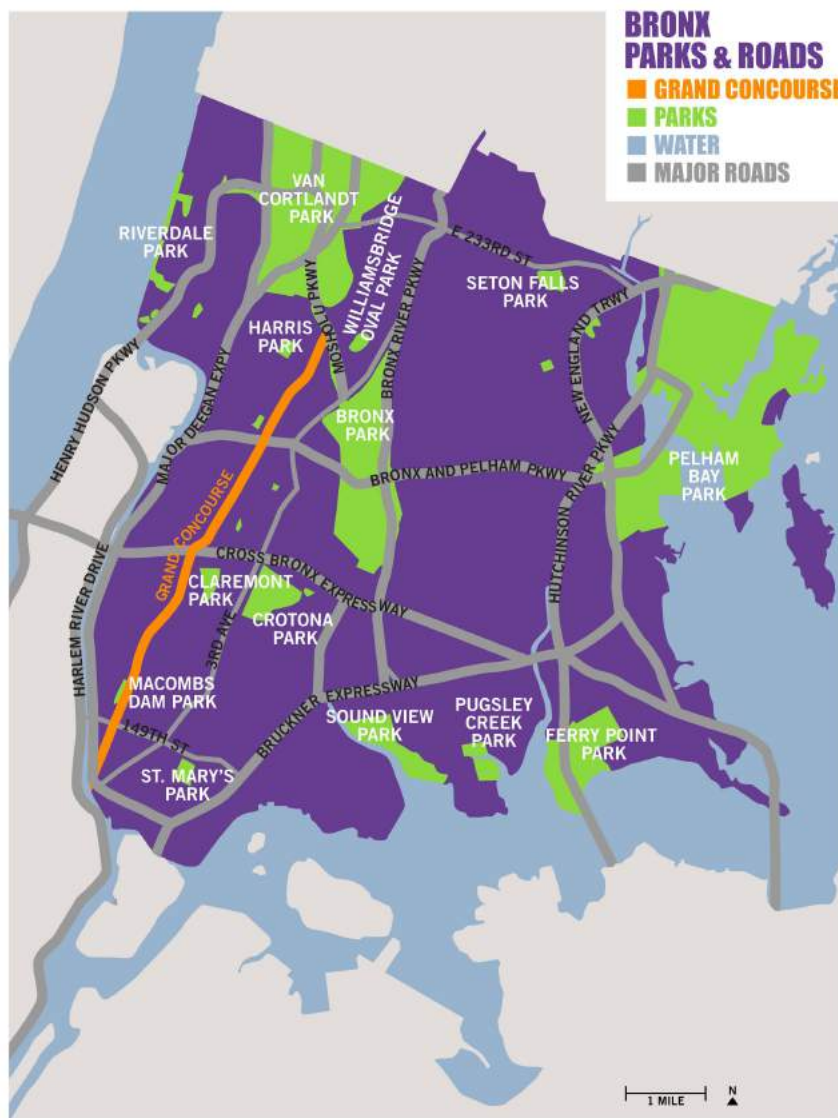 BRONX
PARKS & ROADS
GRAND CONCOURSE
PARKS
WATER
MAJOR ROADS
VAN
CORTLANDT
PARK
RIVERDALE
PARK
WILLIAMSBRIDGE
OVAL PARK
E 233RD ST
SETON FALLS
PARK
HARRIS
PARK
MOSHOLU PKWY
BRONX RIVER PKWY
NEW ENGLAND TRWY
HENRY HUDSON PKWY
MAJOR DEEGAN EXPY
BRONX
PARK
BRONX AND PELHAM PKWY
HUTCHINSON RIVER PKWY
PELHAM
BAY
PARK
GRAND CONCOURSE
CROSS BRONX EXPRESSWAY
CLAREMONT
PARK
CROTONA
PARK
HARLEM RIVER DRIVE
3RD AVE
MACOMBS
DAM PARK
149TH ST
BRUCKNER EXPRESSWAY
SOUND VIEW
PARK
PUGSLEY
CREEK
PARK
FERRY POINT
PARK
ST. MARY'S
PARK
1 MILE
N